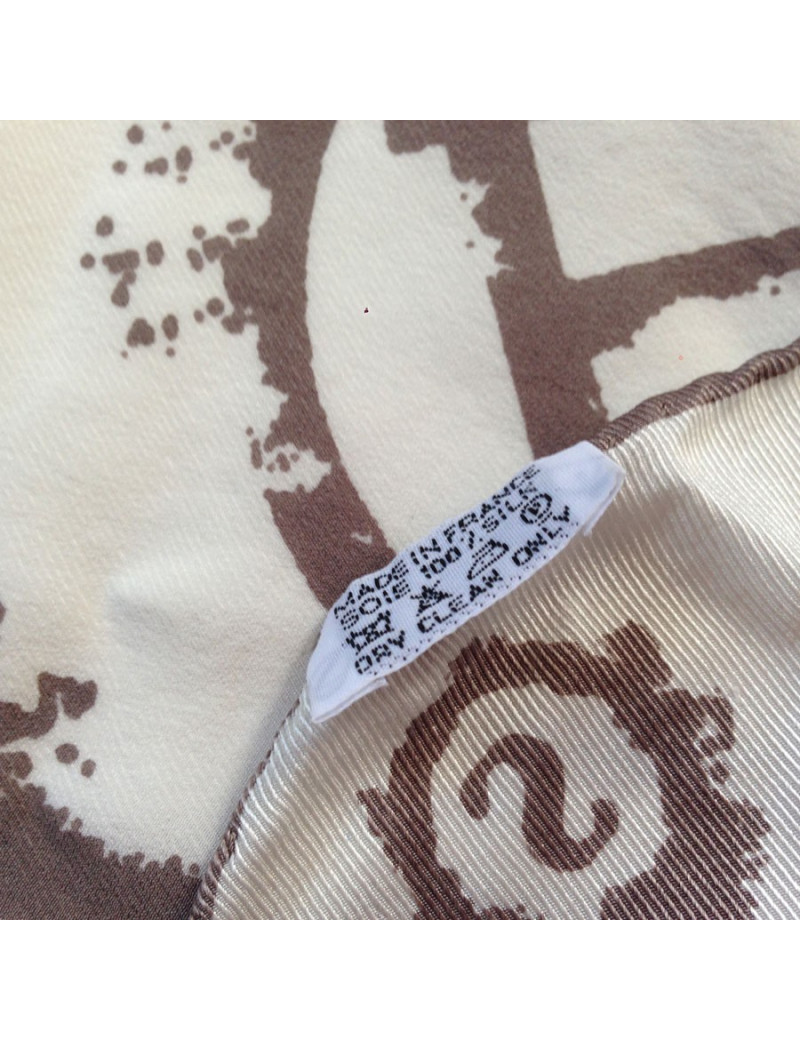 MADE IN FRANCE
SOIE 100% SILK
Ⓟ
DRY CLEAN ONLY